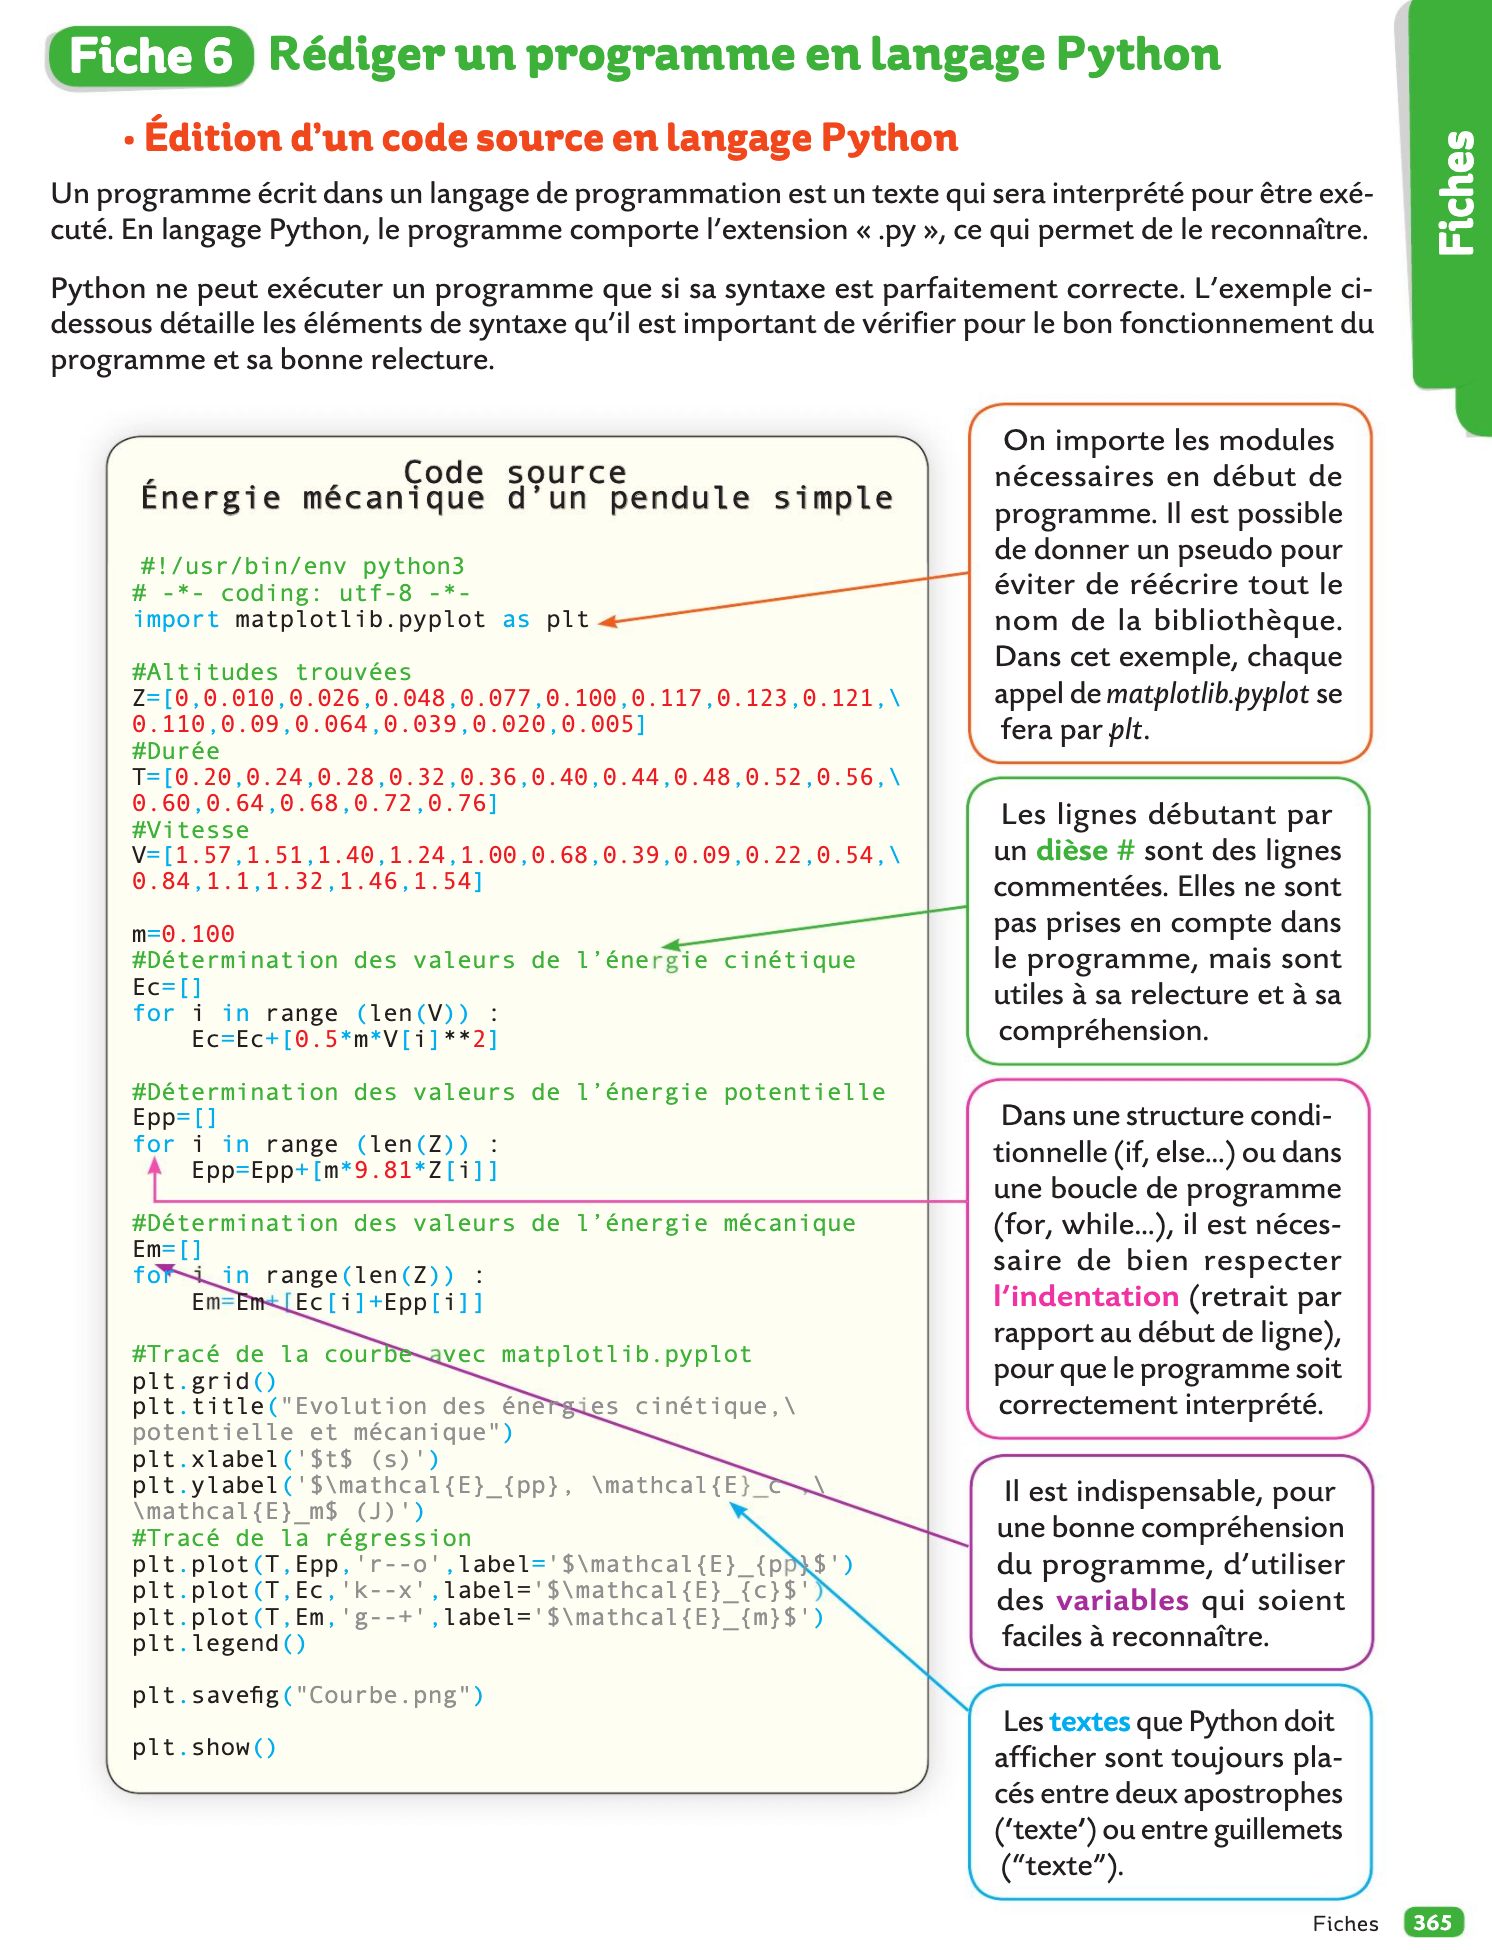 Fiche 6 Rédiger un programme en langage Python
Fiches
• Édition d’un code source en langage Python
Un programme écrit dans un langage de programmation est un texte qui sera interprété pour être exé-
cuté. En langage Python, le programme comporte l’extension « .py », ce qui permet de le reconnaître.
Python ne peut exécuter un programme que si sa syntaxe est parfaitement correcte. L’exemple ci-
dessous détaille les éléments de syntaxe qu’il est important de vérifier pour le bon fonctionnement du
programme et sa bonne relecture.
Code source
Énergie mécanique d’un pendule simple
#!/usr/bin/env python3
# -*- coding: utf-8 -*-
import matplotlib.pyplot as plt
#Altitudes trouvées
Z=[0,0.010,0.026,0.048,0.077,0.100,0.117,0.123,0.121,\
0.110,0.09,0.064,0.039,0.020,0.005]
#Durée
T=[0.20,0.24,0.28,0.32,0.36,0.40,0.44,0.48,0.52,0.56,\
0.60,0.64,0.68,0.72,0.76]
#Vitesse
V=[1.57,1.51,1.40,1.24,1.00,0.68,0.39,0.09,0.22,0.54,\
0.84,1.1,1.32,1.46,1.54]
m=0.100
#Détermination des valeurs de l’énergie cinétique
Ec=[]
for i in range (len(V)) :
    Ec=Ec+[0.5*m*V[i]**2]
#Détermination des valeurs de l’énergie potentielle
Epp=[]
for i in range (len(Z)) :
    Epp=Epp+[m*9.81*Z[i]]
#Détermination des valeurs de l’énergie mécanique
Em=[]
for i in range(len(Z)) :
    Em=Em+[Ec[i]+Epp[i]]
#Tracé de la courbe avec matplotlib.pyplot
plt.grid()
plt.title("Evolution des énergies cinétique,\
potentielle et mécanique")
plt.xlabel('$t$ (s)')
plt.ylabel('$\mathcal{E}_{pp}, \mathcal{E}_c ,\
\mathcal{E}_m$ (J)')
#Tracé de la régression
plt.plot(T,Epp,'r--o',label='$\mathcal{E}_{pp}$')
plt.plot(T,Ec,'k--x',label='$\mathcal{E}_{c}$')
plt.plot(T,Em,'g--+',label='$\mathcal{E}_{m}$')
plt.legend()
plt.savefig("Courbe.png")
plt.show()
On importe les modules
nécessaires en début de
programme. Il est possible
de donner un pseudo pour
éviter de réécrire tout le
nom de la bibliothèque.
Dans cet exemple, chaque
appel de matplotlib.pyplot se
fera par plt.
Les lignes débutant par
un dièse # sont des lignes
commentées. Elles ne sont
pas prises en compte dans
le programme, mais sont
utiles à sa relecture et à sa
compréhension.
Dans une structure condi-
tionnelle (if, else...) ou dans
une boucle de programme
(for, while...), il est néces-
saire de bien respecter
l’indentation (retrait par
rapport au début de ligne),
pour que le programme soit
correctement interprété.
Il est indispensable, pour
une bonne compréhension
du programme, d’utiliser
des variables qui soient
faciles à reconnaître.
Les textes que Python doit
afficher sont toujours pla-
cés entre deux apostrophes
(‘texte’) ou entre guillemets
(“texte”).
Fiches 365